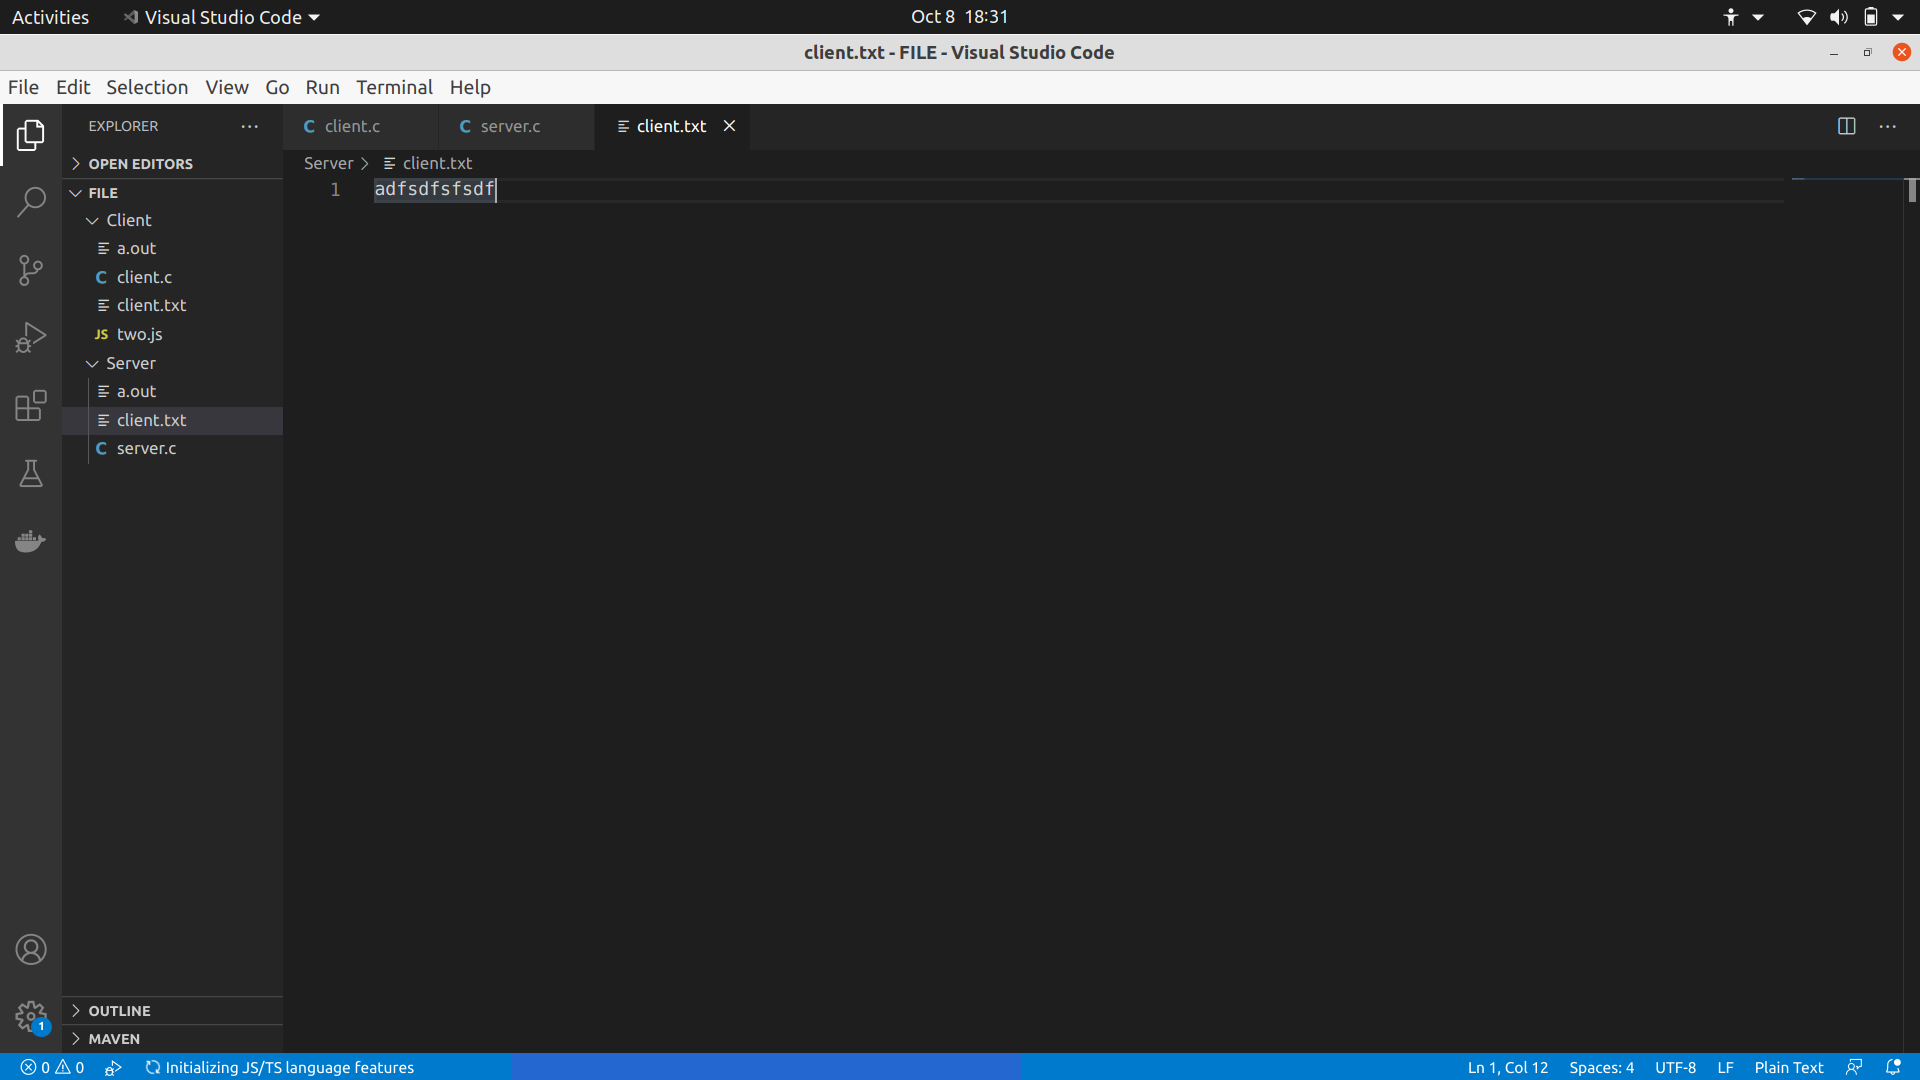 Activities Visual Studio Code Oct 8 18:31
client.txt - FILE - Visual Studio Code
File Edit Selection View Go Run Terminal Help
EXPLORER
client.c server.c client.txt
OPEN EDITORS
Server client.txt
1 adfsdfsfsdf
FILE
Client
a.out
C client.c
client.txt
JS two.js
Server
a.out
client.txt
C server.c
OUTLINE
1
MAVEN
0 0 Initializing JS/TS language features Ln 1, Col 12 Spaces: 4 UTF-8 LF Plain Text